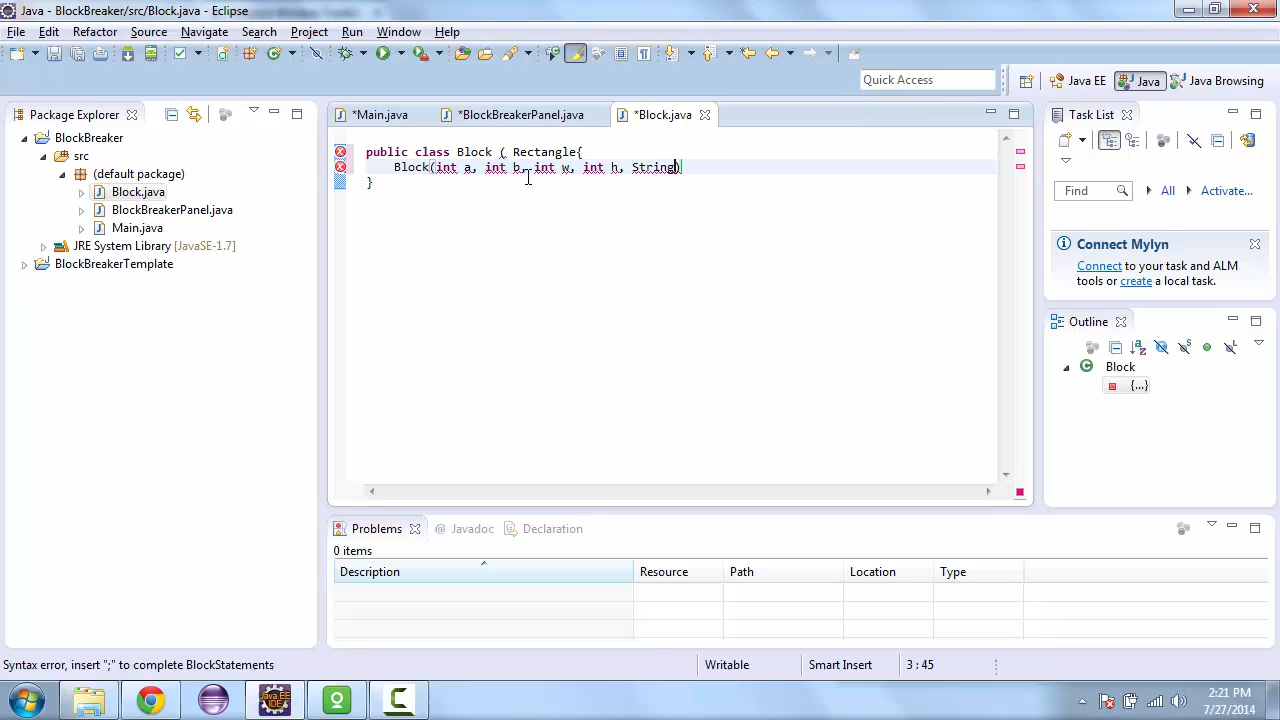 Java - BlockBreaker/src/Block.java - Eclipse
File Edit Refactor Source Navigate Search Project Run Window Help
Quick Access
Java EE Java Java Browsing
Package Explorer
*Main.java *BlockBreakerPanel.java *Block.java
Task List
BlockBreaker
src
(default package)
Block.java
BlockBreakerPanel.java
Main.java
JRE System Library [JavaSE-1.7]
BlockBreakerTemplate
public class Block ( Rectangle{
Block(int a, int b, int w, int h, String)
}
Find All Activate...
Connect Mylyn
Connect to your task and ALM
tools or create a local task.
Outline
Block
{...}
Problems @ Javadoc Declaration
0 items
Description Resource Path Location Type
Syntax error, insert ";" to complete BlockStatements
Writable Smart Insert 3 : 45
Java EE
IDE
2:21 PM
7/27/2014